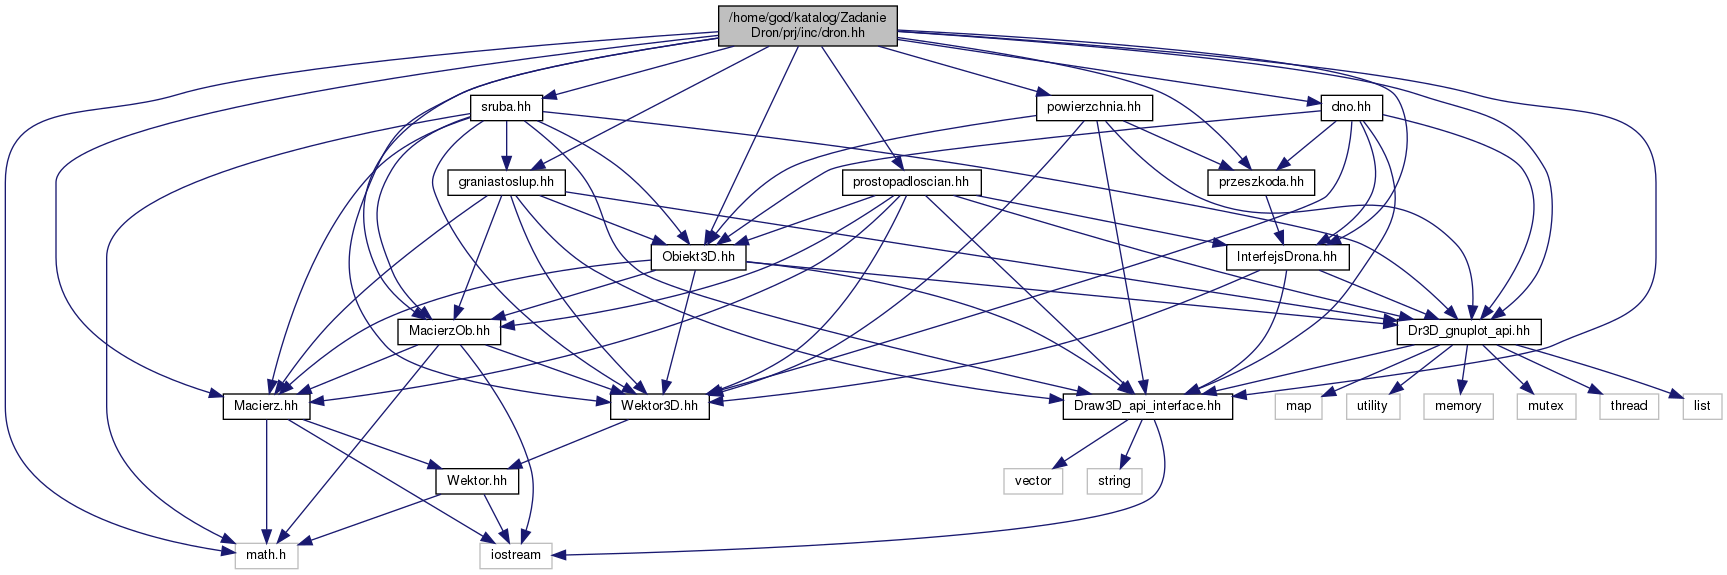 /home/god/katalog/Zadanie
Dron/prj/inc/dron.hh
sruba.hh
powierzchnia.hh
dno.hh
graniastoslup.hh
prostopadloscian.hh
przeszkoda.hh
Obiekt3D.hh
InterfejsDrona.hh
MacierzOb.hh
Dr3D_gnuplot_api.hh
Macierz.hh
Wektor3D.hh
Draw3D_api_interface.hh
map
utility
memory
mutex
thread
list
Wektor.hh
vector
string
math.h
iostream